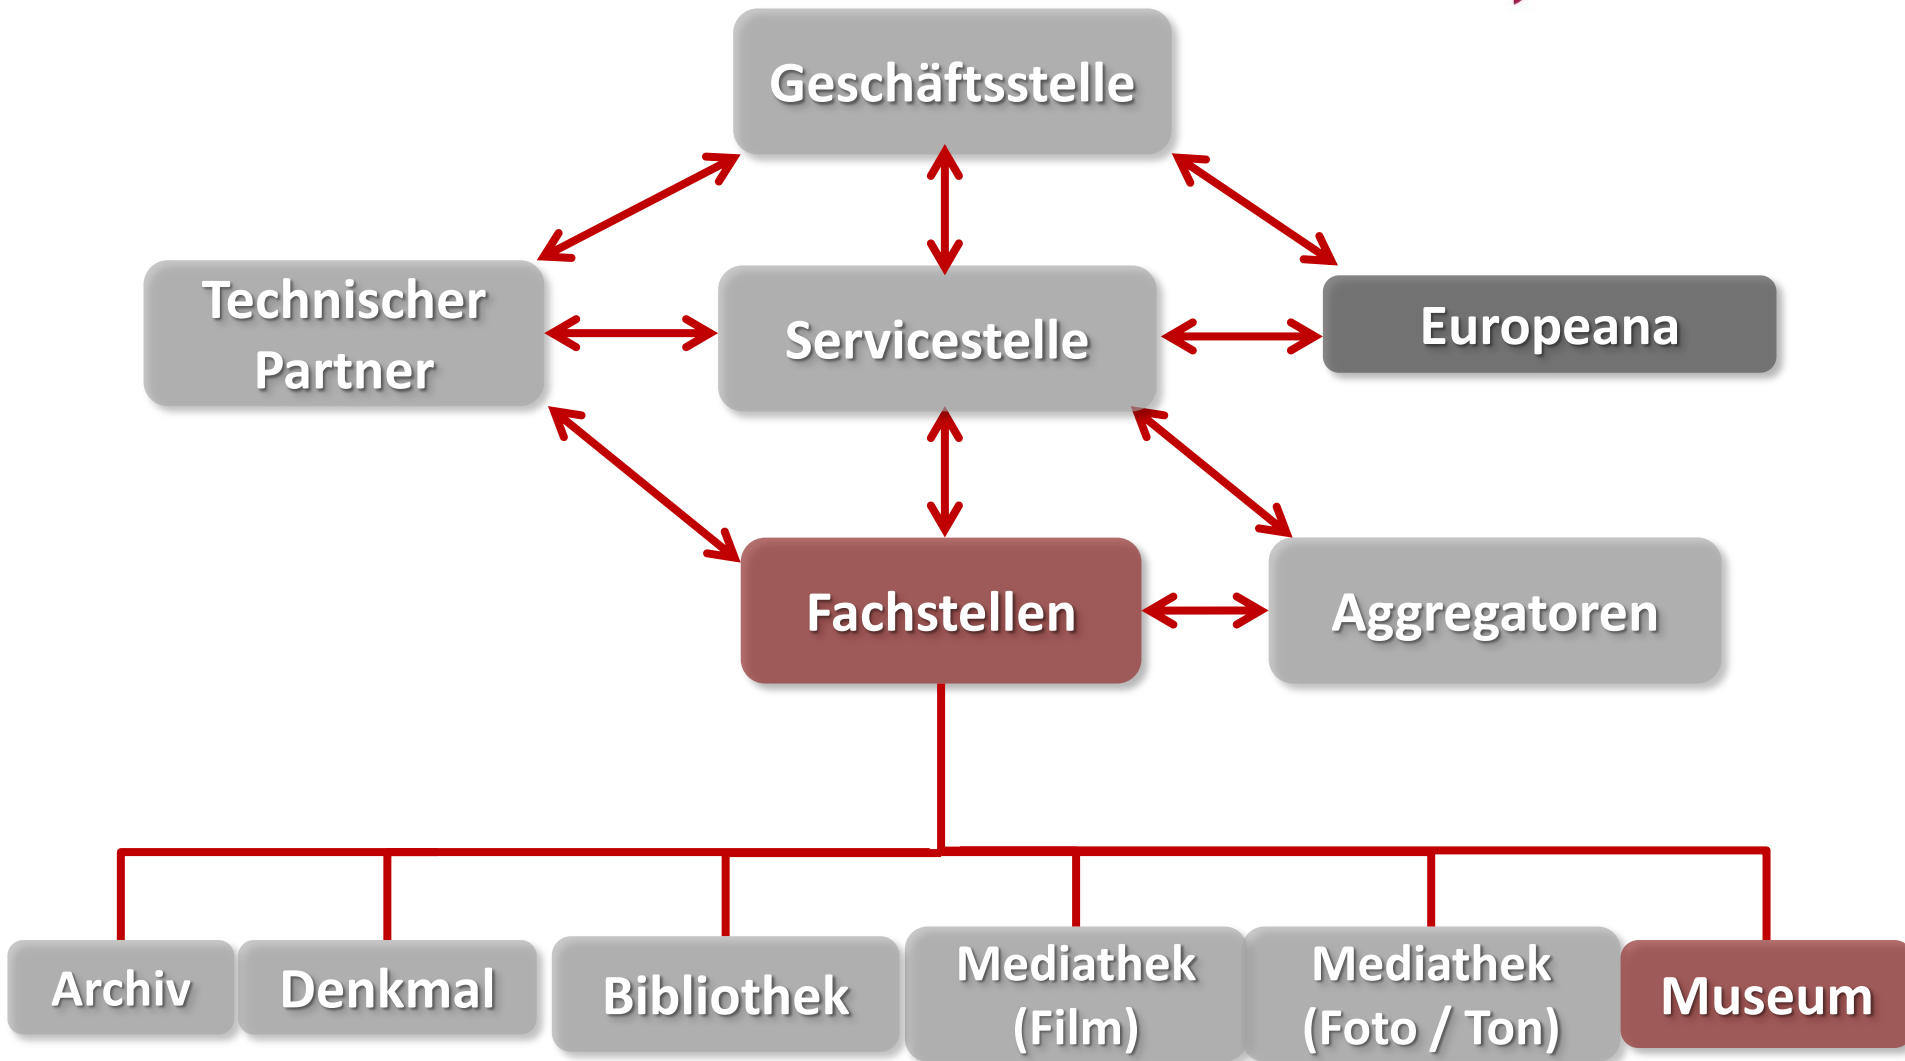 Geschäftsstelle
Technischer
Partner
Servicestelle
Europeana
Fachstellen
Aggregatoren
Archiv
Denkmal
Bibliothek
Mediathek
(Film)
Mediathek
(Foto / Ton)
Museum